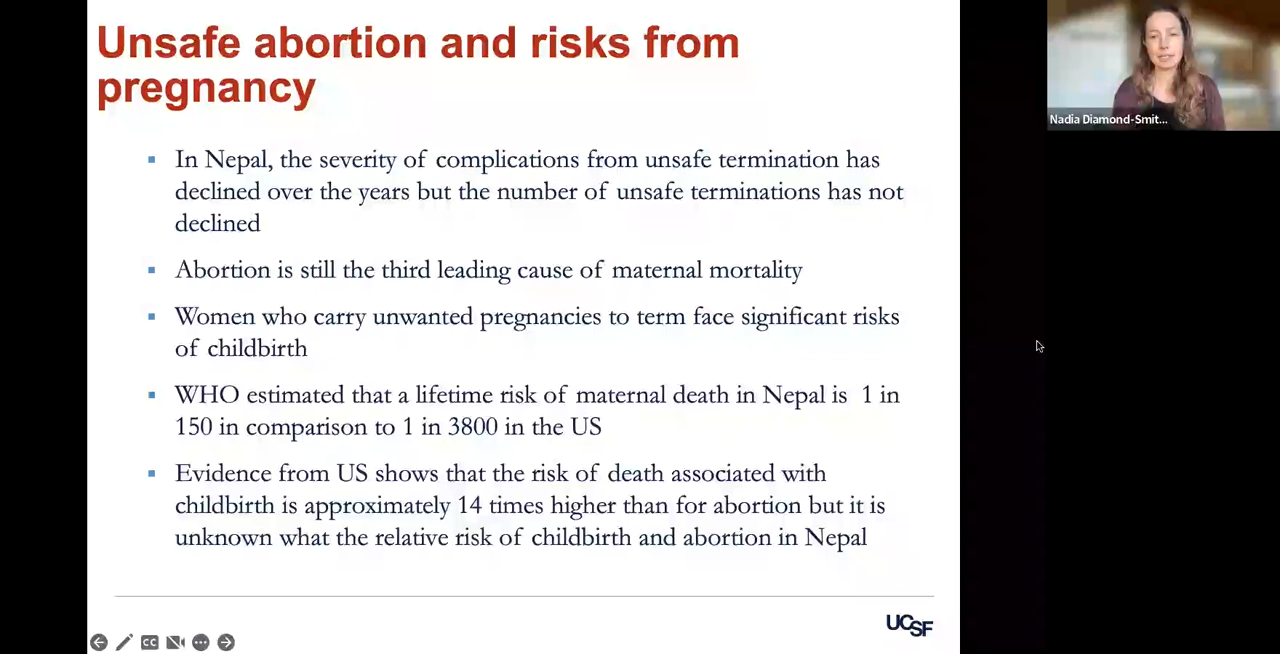 Unsafe abortion and risks from
pregnancy
▪ In Nepal, the severity of complications from unsafe termination has
declined over the years but the number of unsafe terminations has not
declined
▪ Abortion is still the third leading cause of maternal mortality
▪ Women who carry unwanted pregnancies to term face significant risks
of childbirth
▪ WHO estimated that a lifetime risk of maternal death in Nepal is 1 in
150 in comparison to 1 in 3800 in the US
▪ Evidence from US shows that the risk of death associated with
childbirth is approximately 14 times higher than for abortion but it is
unknown what the relative risk of childbirth and abortion in Nepal
UCSF
CC
Nadia Diamond-Smit...